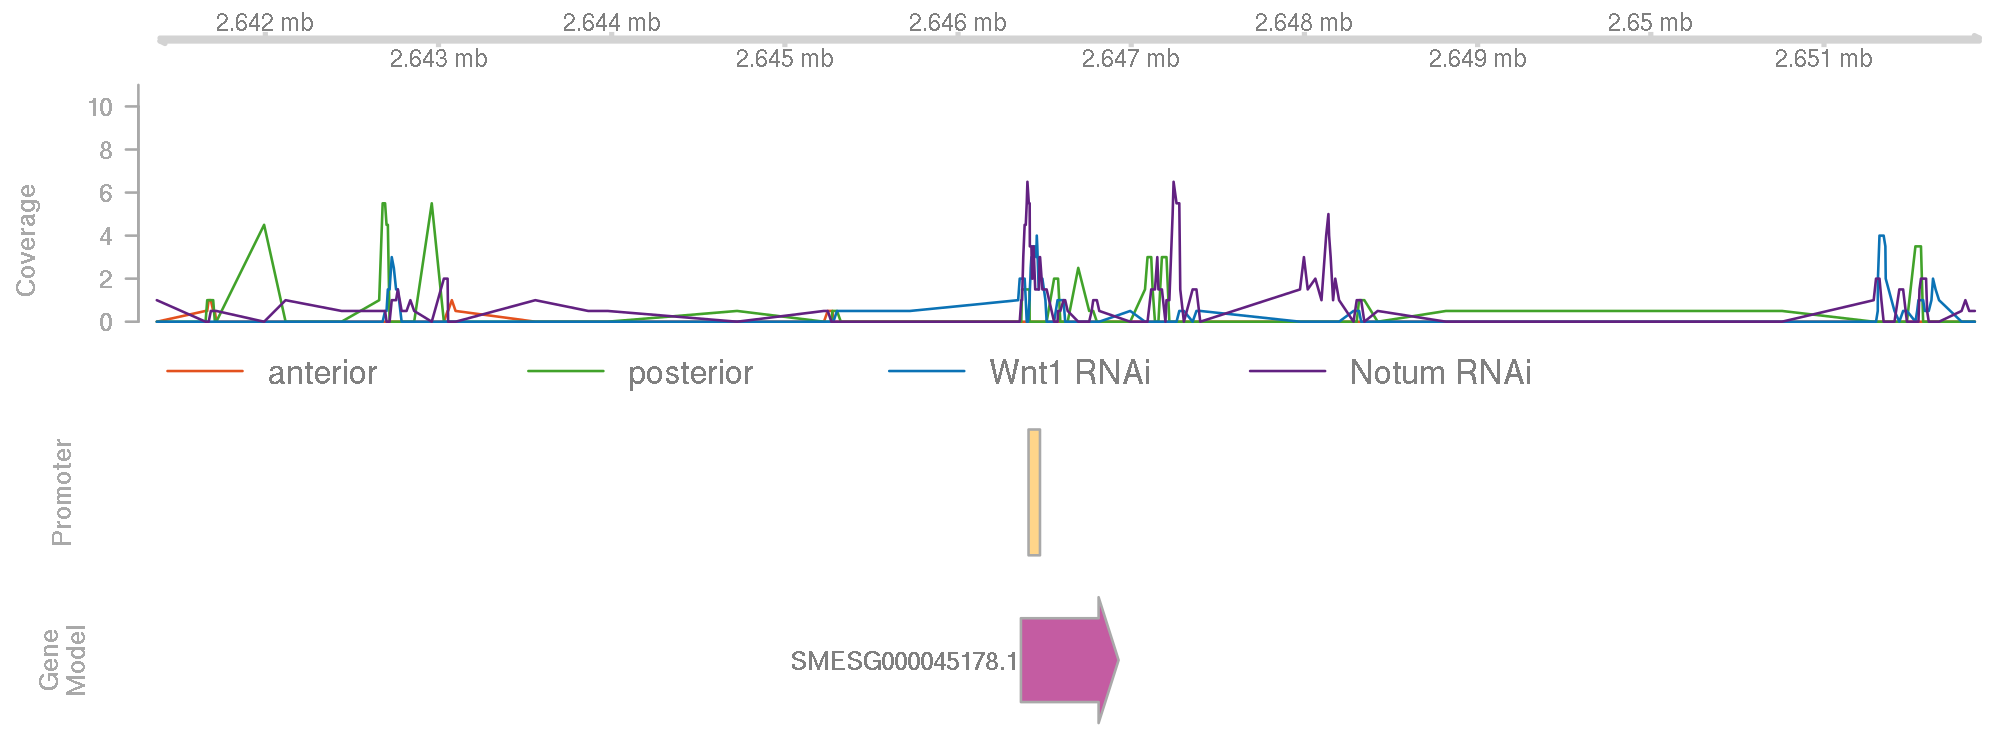 2.642 mb 2.644 mb 2.646 mb 2.648 mb 2.65 mb
2.643 mb 2.645 mb 2.647 mb 2.649 mb 2.651 mb
Coverage
10
8
6
4
2
0
anterior posterior Wnt1 RNAi Notum RNAi
Promoter
Gene
Model
SMESG000045178.1